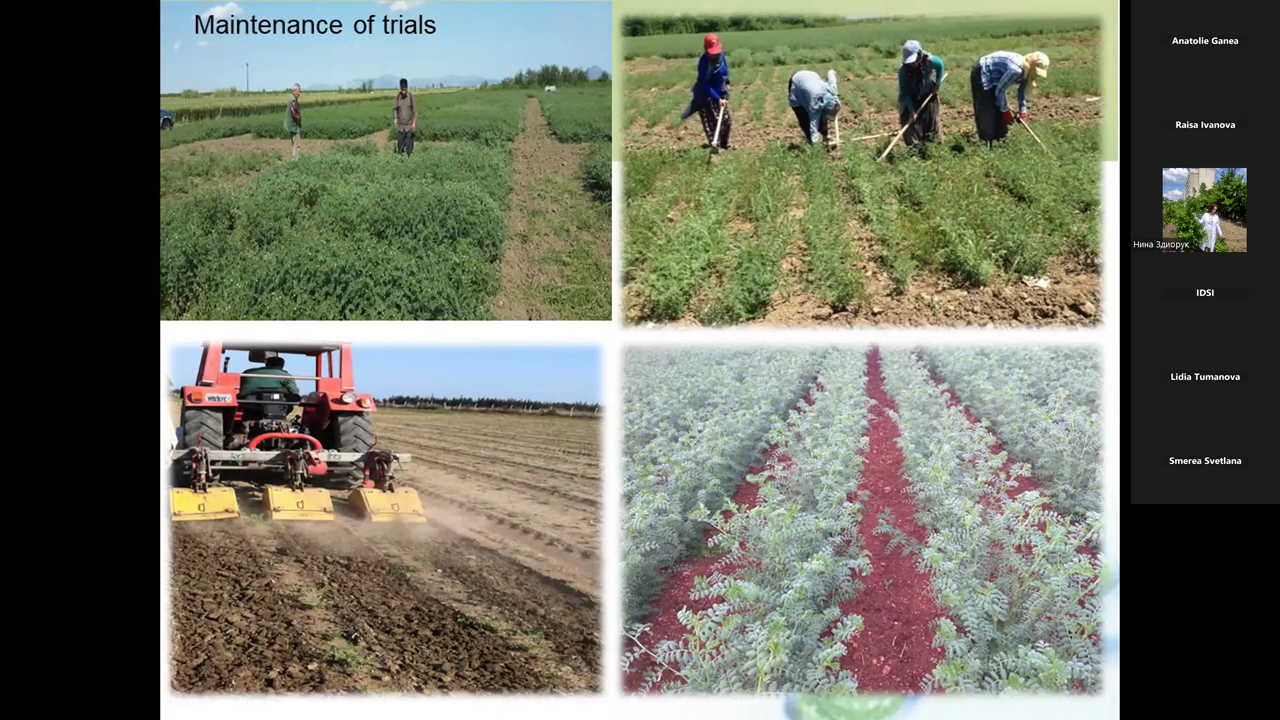 Maintenance of trials
Anatolie Ganea
Raisa Ivanova
Нина Здиорук
IDSI
Lidia Tumanova
Smerea Svetlana